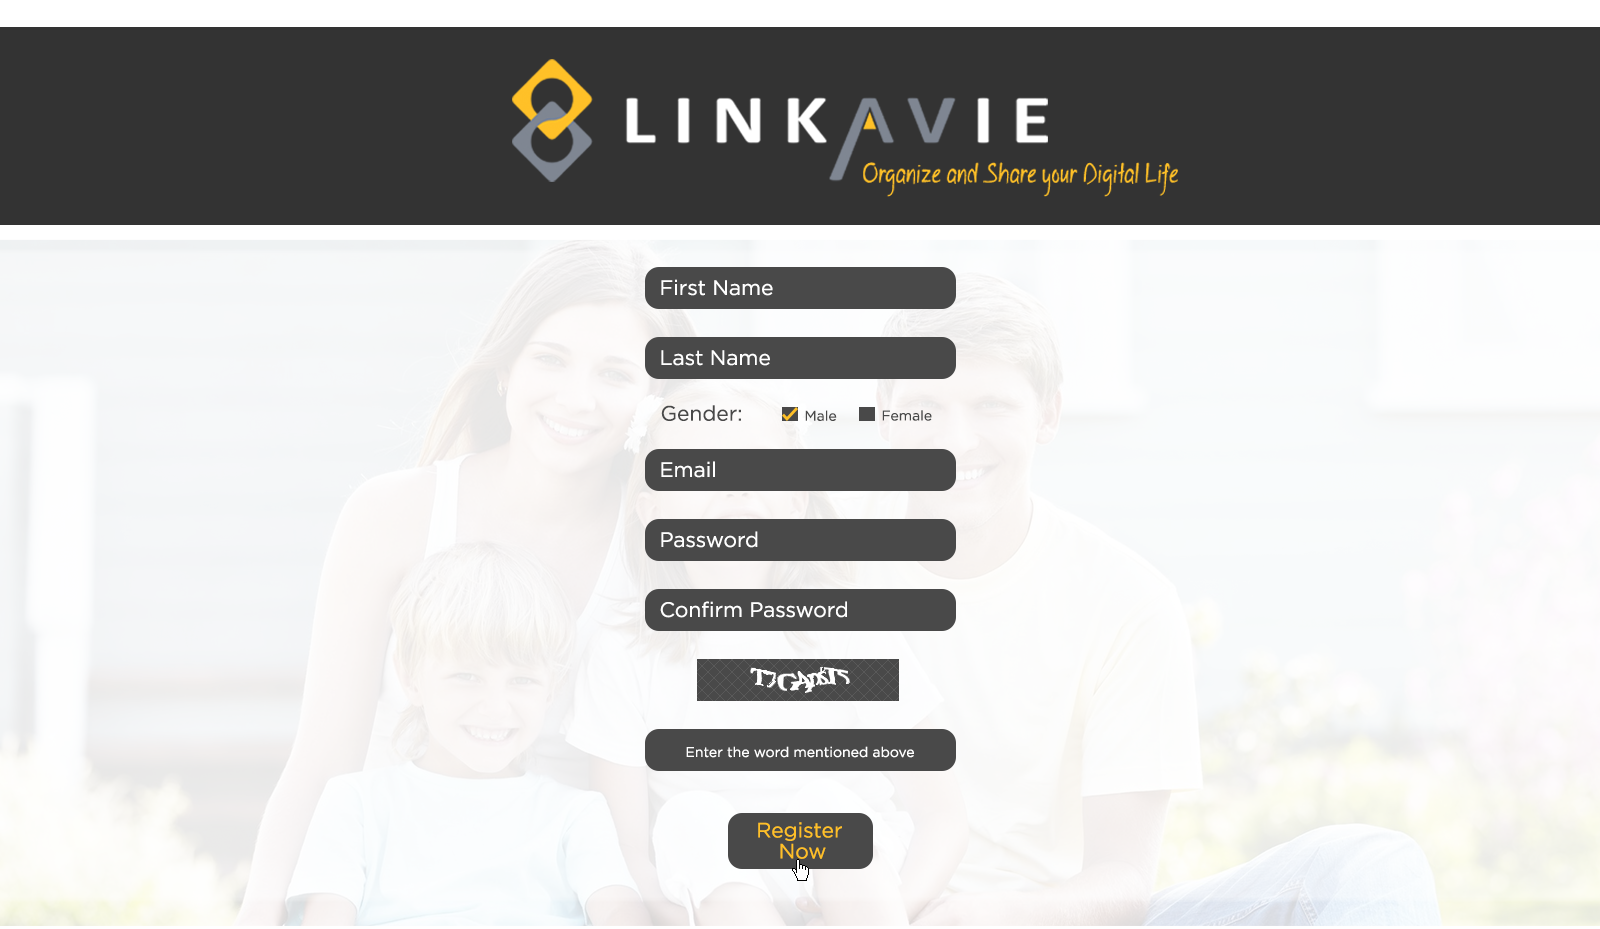 LINKAVIE
Organize and Share your Digital Life
First Name
Last Name
Gender: Male Female
Email
Password
Confirm Password
Enter the word mentioned above
Register
Now